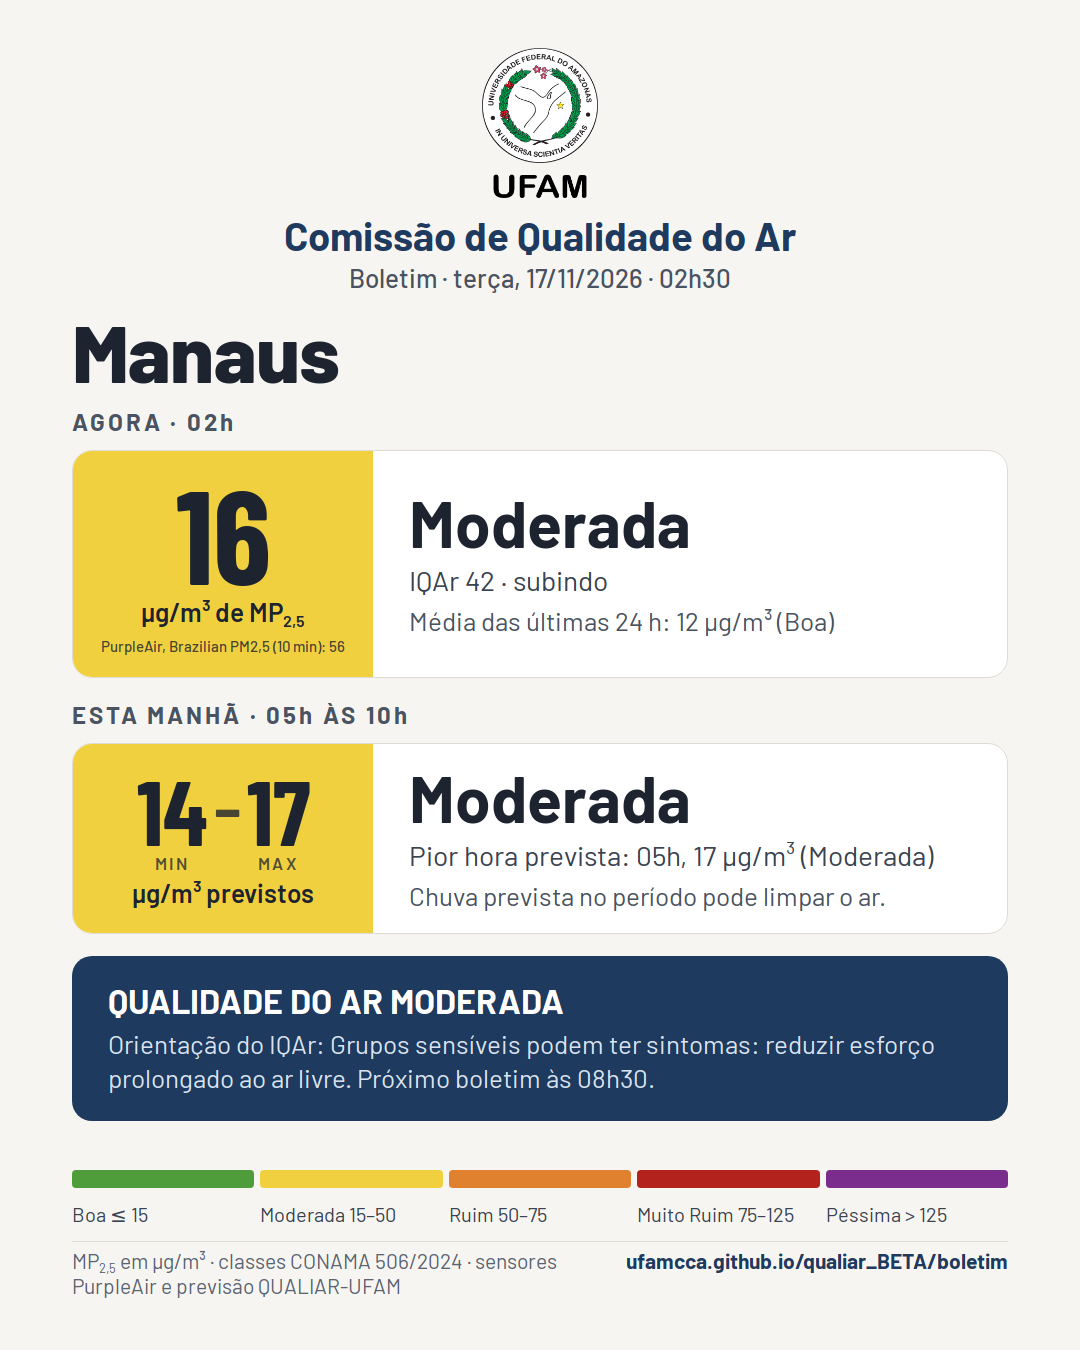 UNIVERSIDADE FEDERAL DO AMAZONAS
IN UNIVERSA SCIENTIA VERITAS
UFAM
Comissão de Qualidade do Ar
Boletim · terça, 17/11/2026 · 02h30
Manaus
AGORA · 02h
16
µg/m³ de MP2,5
PurpleAir, Brazilian PM2,5 (10 min): 56
Moderada
IQAr 42 · subindo
Média das últimas 24 h: 12 µg/m³ (Boa)
ESTA MANHÃ · 05h ÀS 10h
14–17
MIN MAX
µg/m³ previstos
Moderada
Pior hora prevista: 05h, 17 µg/m³ (Moderada)
Chuva prevista no período pode limpar o ar.
QUALIDADE DO AR MODERADA
Orientação do IQAr: Grupos sensíveis podem ter sintomas: reduzir esforço
prolongado ao ar livre. Próximo boletim às 08h30.
Boa ≤ 15 Moderada 15–50 Ruim 50–75 Muito Ruim 75–125 Péssima > 125
MP2,5 em µg/m³ · classes CONAMA 506/2024 · sensores
PurpleAir e previsão QUALIAR-UFAM
ufamcca.github.io/qualiar_BETA/boletim